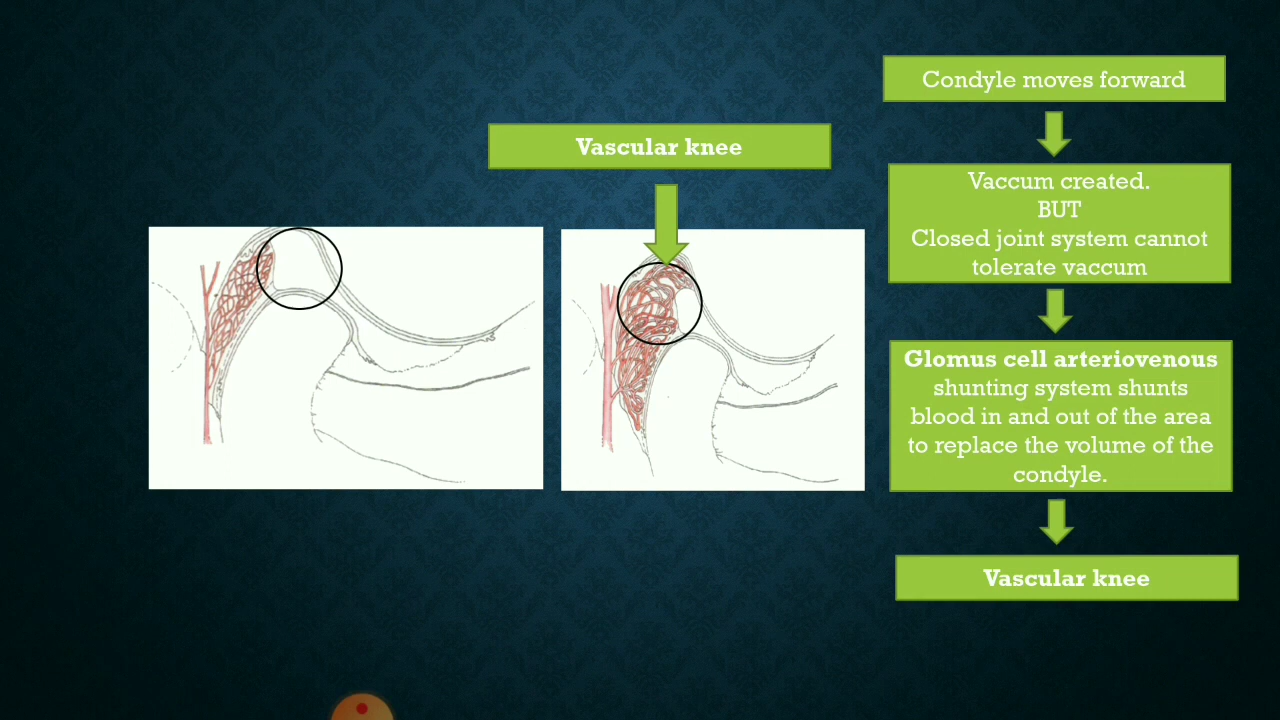 Vascular knee
Condyle moves forward
Vaccum created.
BUT
Closed joint system cannot
tolerate vaccum
Glomus cell arteriovenous
shunting system shunts
blood in and out of the area
to replace the volume of the
condyle.
Vascular knee